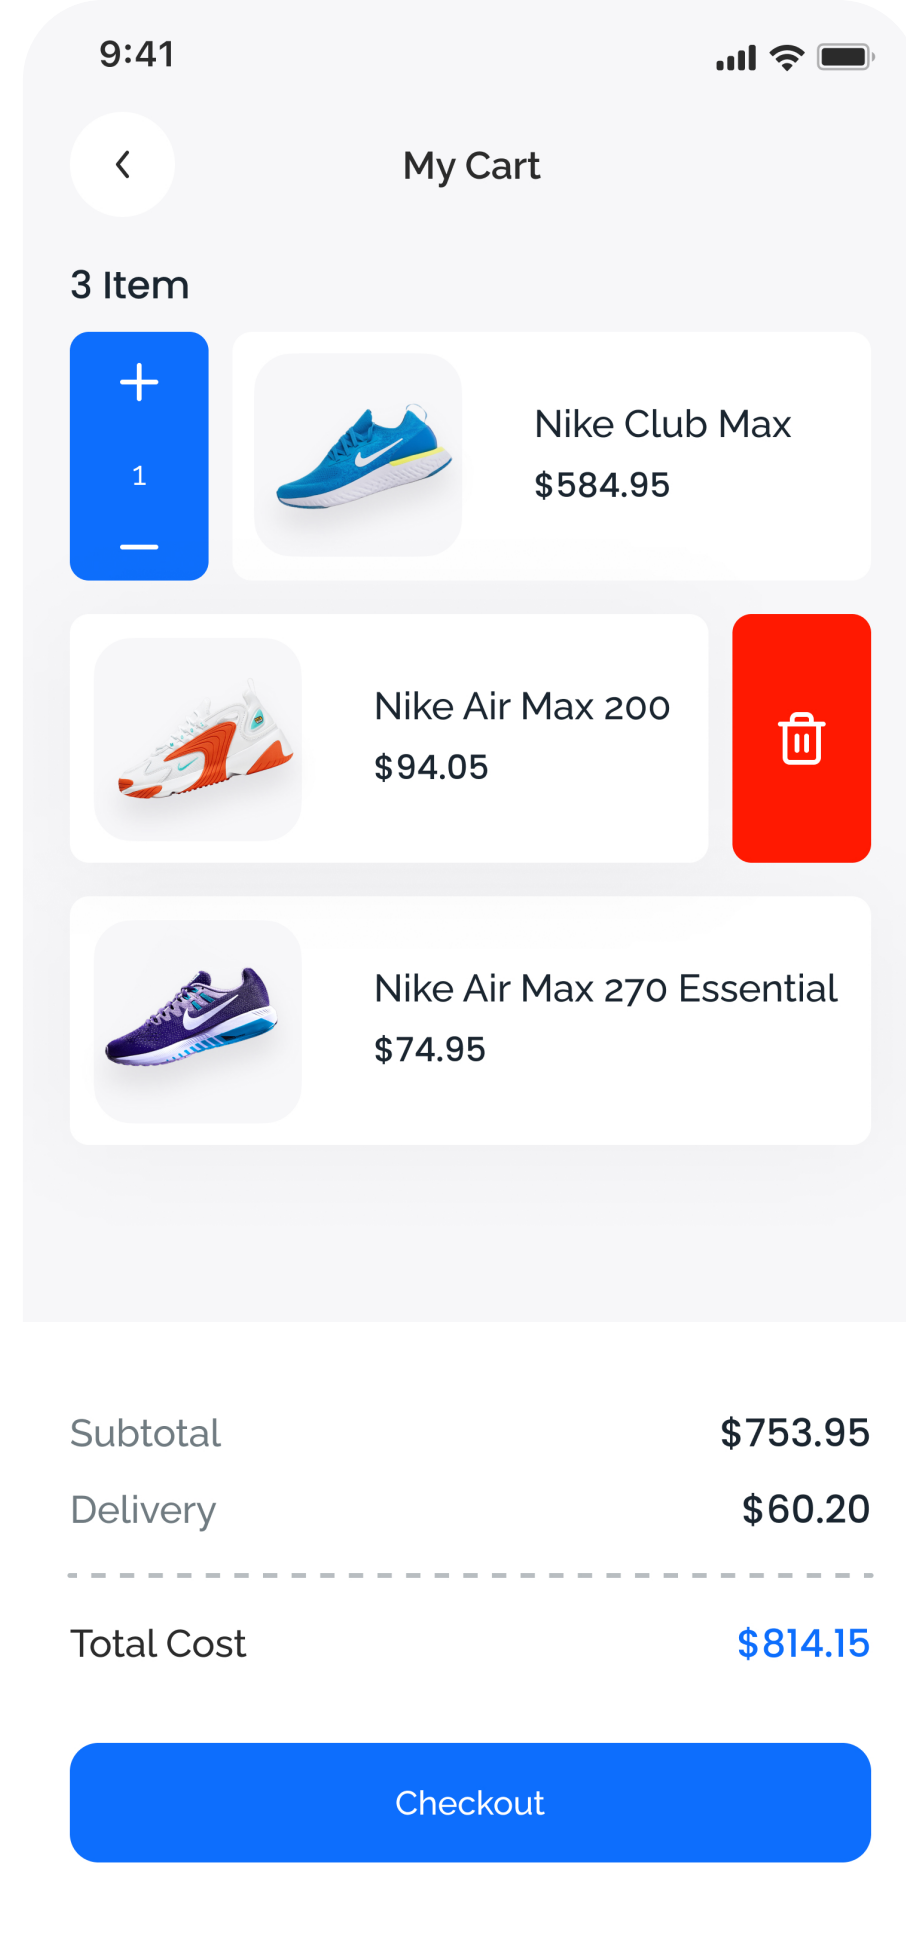 9:41
My Cart
3 Item
1
Nike Club Max
$584.95
Nike Air Max 200
$94.05
Nike Air Max 270 Essential
$74.95
Subtotal $753.95
Delivery $60.20
Total Cost $814.15
Checkout